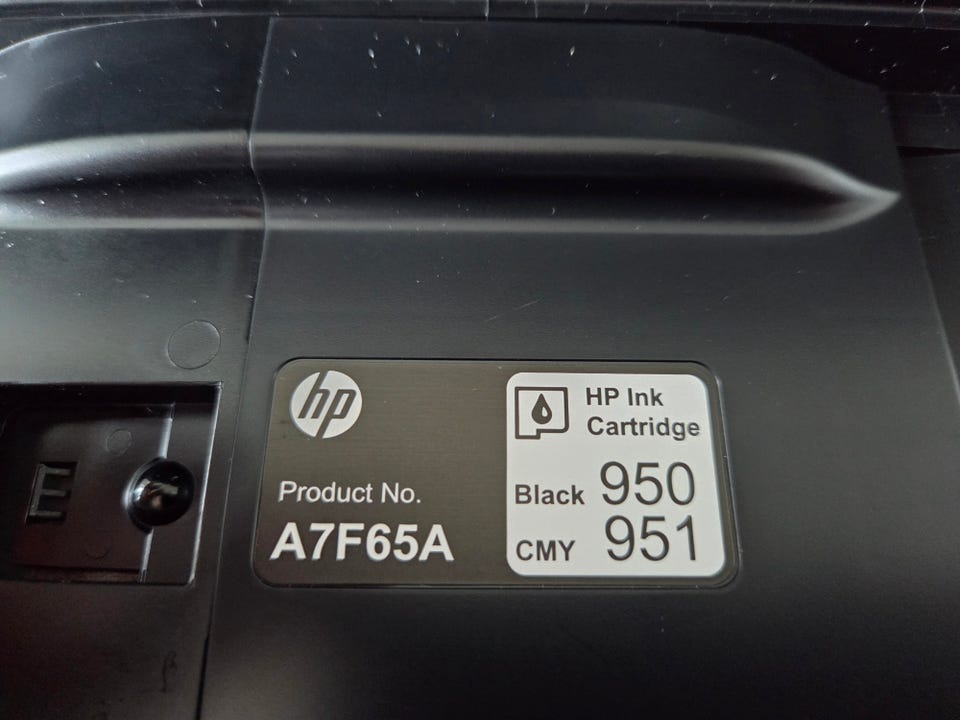 hp
Product No.
A7F65A
HP Ink
Cartridge
Black 950
CMY 951
E